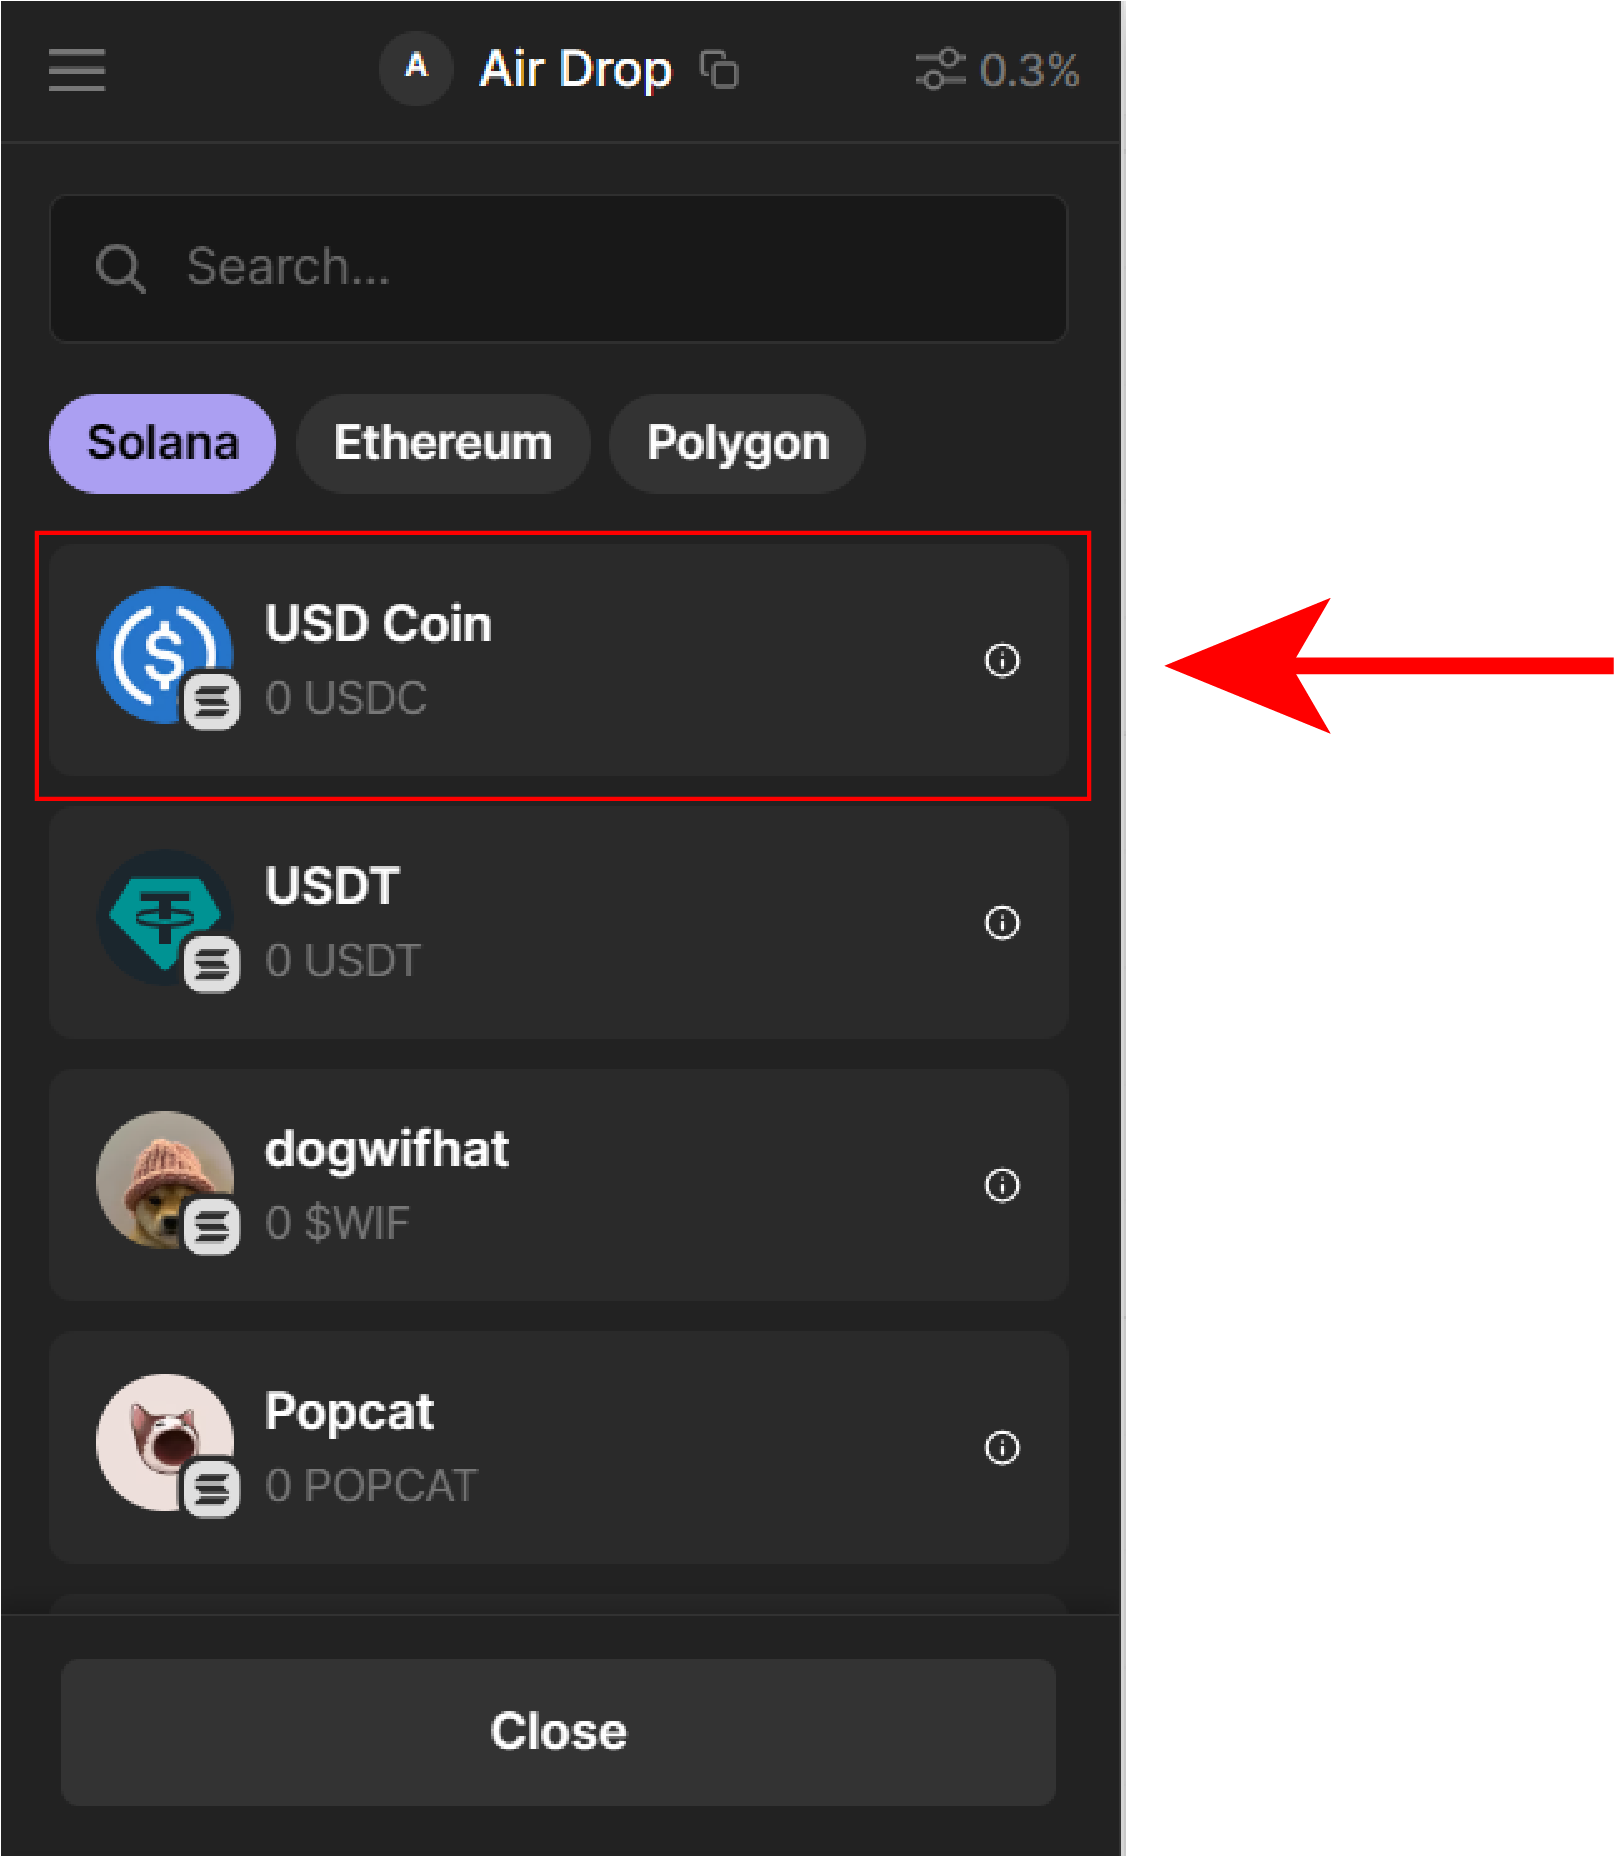 A Air Drop 0.3%
Search...
Solana Ethereum Polygon
USD Coin
0 USDC
USDT
0 USDT
dogwifhat
0 $WIF
Popcat
0 POPCAT
Close